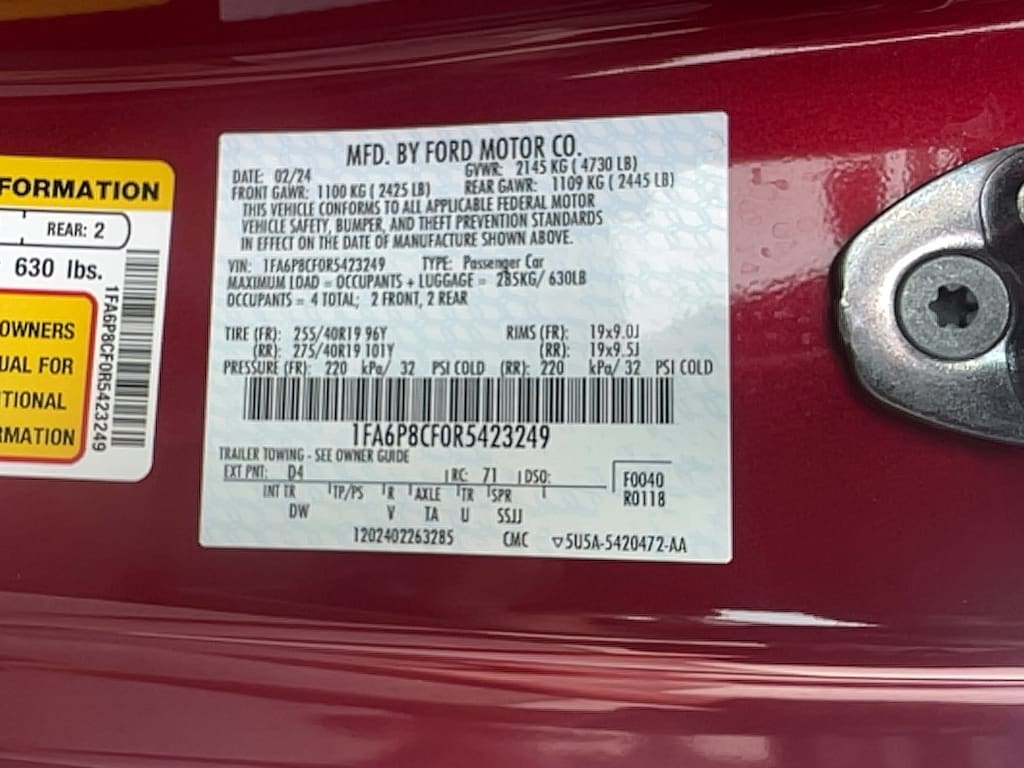 FORMATION
REAR: 2
630 lbs.
OWNERS
UAL FOR
TIONAL
RMATION
1FA6P8CF0R5423249
MFD. BY FORD MOTOR CO.
DATE: 02/24 GVWR: 2145 KG ( 4730 LB)
FRONT GAWR: 1100 KG ( 2425 LB) REAR GAWR: 1109 KG ( 2445 LB)
THIS VEHICLE CONFORMS TO ALL APPLICABLE FEDERAL MOTOR
VEHICLE SAFETY, BUMPER, AND THEFT PREVENTION STANDARDS
IN EFFECT ON THE DATE OF MANUFACTURE SHOWN ABOVE.
VIN: 1FA6P8CF0R5423249 TYPE: Passenger Car
MAXIMUM LOAD = OCCUPANTS + LUGGAGE = 285KG/ 630LB
OCCUPANTS = 4 TOTAL; 2 FRONT, 2 REAR
TIRE (FR): 255/40R19 96Y RIMS (FR): 19x9.0J
(RR): 275/40R19 101Y (RR): 19x9.5J
PRESSURE (FR): 220 kPa/ 32 PSI COLD (RR): 220 kPa/ 32 PSI COLD
1FA6P8CF0R5423249
TRAILER TOWING - SEE OWNER GUIDE
EXT PNT: D4 RC: 71 DSO: F0040
R0118
INT TR TP/PS R AXLE TR SPR
DW V TA U SSJJ
1202402263285 CMC ▽5U5A-5420472-AA